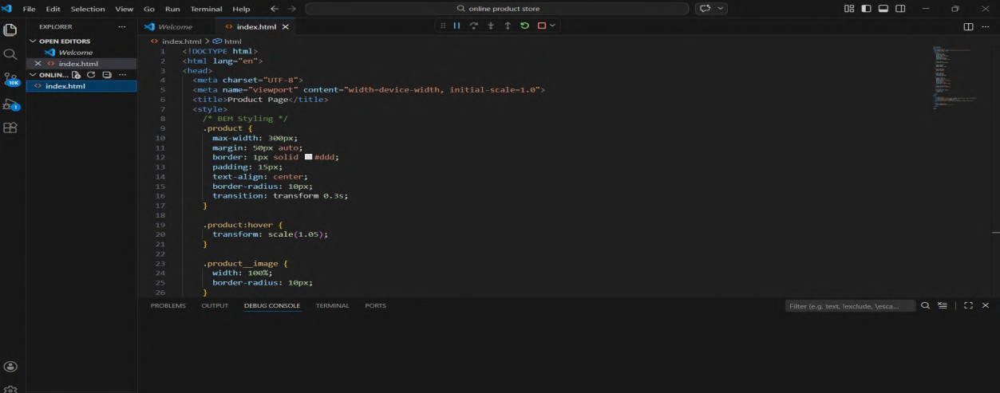 File Edit Selection View Go Run Terminal Help
online product store
EXPLORER
OPEN EDITORS
Welcome
index.html
ONLIN...
index.html
10K
1
Welcome
index.html
index.html > html
1 <!DOCTYPE html>
2 <html lang="en">
3 <head>
4 <meta charset="UTF-8">
5 <meta name="viewport" content="width=device-width, initial-scale=1.0">
6 <title>Product Page</title>
7 <style>
8 /* BEM Styling */
9 .product {
10 max-width: 300px;
11 margin: 50px auto;
12 border: 1px solid #ddd;
13 padding: 15px;
14 text-align: center;
15 border-radius: 10px;
16 transition: transform 0.3s;
17 }
18
19 .product:hover {
20 transform: scale(1.05);
21 }
22
23 .product__image {
24 width: 100%;
25 border-radius: 10px;
26 }
PROBLEMS OUTPUT DEBUG CONSOLE TERMINAL PORTS
Filter (e.g. text, !exclude, \esca...